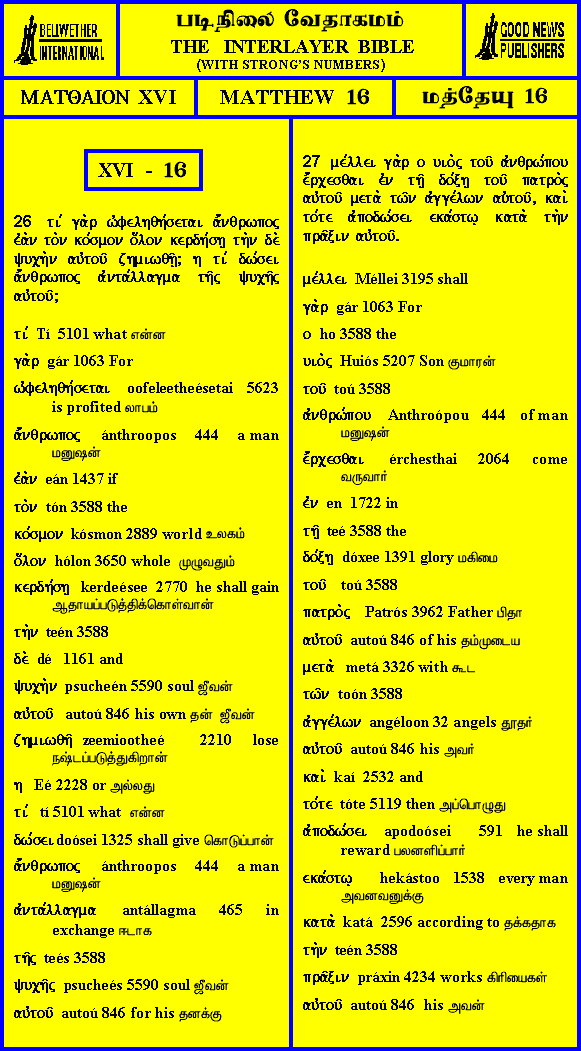 BELLWETHER
INTERNATIONAL
படிநிலை வேதாகமம்
THE INTERLAYER BIBLE
(WITH STRONG'S NUMBERS)
GOOD NEWS
PUBLISHERS
ΜΑΤΘΑΙΟΝ XVI
MATTHEW 16
மத்தேயு 16
XVI - 16
26 τί γὰρ ὠφεληθήσεται ἄνθρωπος
ἐὰν τὸν κόσμον ὅλον κερδήσῃ τὴν δὲ
ψυχὴν αὐτοῦ ζημιωθῇ; η τί δώσει
ἄνθρωπος ἀντάλλαγμα τῆς ψυχῆς
αὐτοῦ;
τί Tí 5101 what என்ன
γὰρ gár 1063 For
ὠφεληθήσεται oofeleetheésetai 5623
is profited லாபம்
ἄνθρωπος ánthroopos 444 a man
மனுஷன்
ἐὰν eán 1437 if
τὸν tón 3588 the
κόσμον kósmon 2889 world உலகம்
ὅλον hólon 3650 whole முழுவதும்
κερδήσῃ kerdeésee 2770 he shall gain
ஆதாயப்படுத்திக்கொள்வான்
τὴν teén 3588
δὲ dé 1161 and
ψυχὴν psucheén 5590 soul ஜீவன்
αὐτοῦ autoú 846 his own தன் ஜீவன்
ζημιωθῇ zeemiootheé 2210 lose
நஷ்டப்படுத்துகிறான்
η Eé 2228 or அல்லது
τί tí 5101 what என்ன
δώσει doósei 1325 shall give கொடுப்பான்
ἄνθρωπος ánthroopos 444 a man
மனுஷன்
ἀντάλλαγμα antállagma 465 in
exchange ஈடாக
τῆς teés 3588
ψυχῆς psucheés 5590 soul ஜீவன்
αὐτοῦ autoú 846 for his தனக்கு
27 μέλλει γὰρ ο υιὸς τοῦ ἀνθρώπου
ἔρχεσθαι ἐν τῇ δόξῃ τοῦ πατρὸς
αὐτοῦ μετὰ τῶν ἀγγέλων αὐτοῦ, καὶ
τότε ἀποδώσει εκάστῳ κατὰ τὴν
πρᾶξιν αὐτοῦ.
μέλλει Méllei 3195 shall
γὰρ gár 1063 For
ο ho 3588 the
υιὸς Huiós 5207 Son குமாரன்
τοῦ toú 3588
ἀνθρώπου Anthroópou 444 of man
மனுஷன்
ἔρχεσθαι érchesthai 2064 come
வருவார்
ἐν en 1722 in
τῇ teé 3588 the
δόξῃ dóxee 1391 glory மகிமை
τοῦ toú 3588
πατρὸς Patrós 3962 Father பிதா
αὐτοῦ autoú 846 of his தம்முடைய
μετὰ metá 3326 with கூட
τῶν toón 3588
ἀγγέλων angéloon 32 angels தூதர்
αὐτοῦ autoú 846 his அவர்
καὶ kaí 2532 and
τότε tóte 5119 then அப்பொழுது
ἀποδώσει apodoósei 591 he shall
reward பலனளிப்பார்
εκάστῳ hekástoo 1538 every man
அவனவனுக்கு
κατὰ katá 2596 according to தக்கதாக
τὴν teén 3588
πρᾶξιν práxin 4234 works கிரியைகள்
αὐτοῦ autoú 846 his அவன்